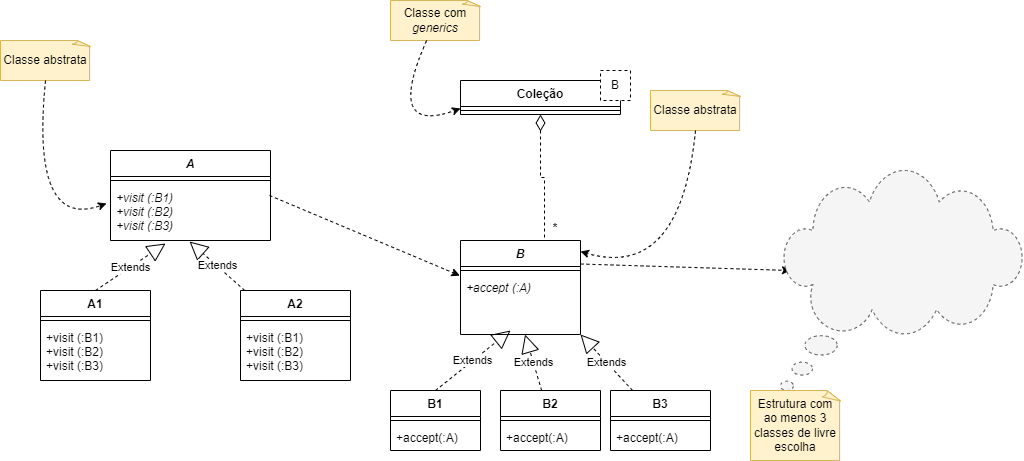 Classe com
generics
Classe abstrata
Coleção
B
Classe abstrata
A
+visit (:B1)
+visit (:B2)
+visit (:B3)
*
B
+accept (:A)
Extends
Extends
A1
+visit (:B1)
+visit (:B2)
+visit (:B3)
A2
+visit (:B1)
+visit (:B2)
+visit (:B3)
Extends
Extends
Extends
B1
+accept(:A)
B2
+accept(:A)
B3
+accept(:A)
Estrutura com
ao menos 3
classes de livre
escolha